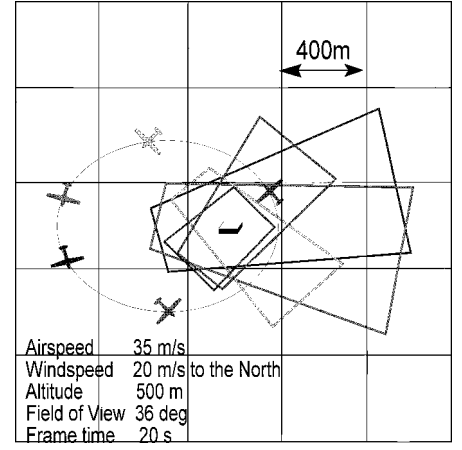 400m
Airspeed 35 m/s
Windspeed 20 m/s to the North
Altitude 500 m
Field of View 36 deg
Frame time 20 s